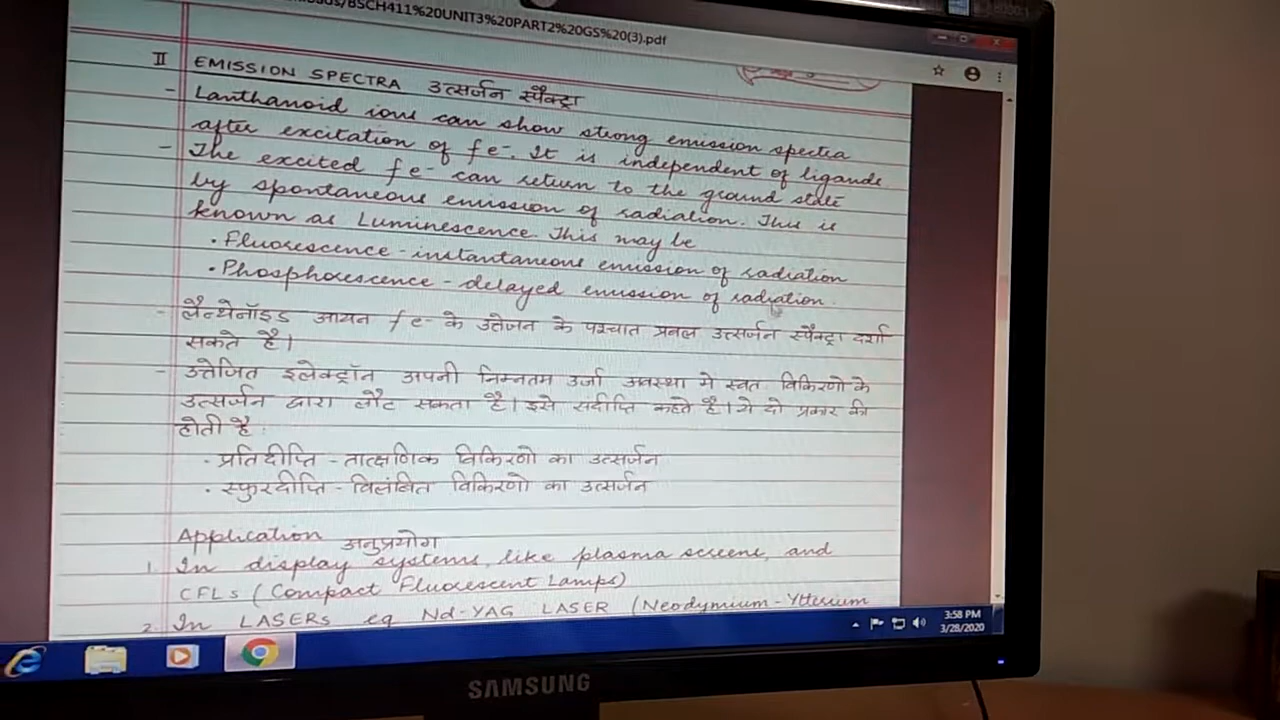 BSCH411%20UNIT3%20PART2%20GS%20(3).pdf
II EMISSION SPECTRA उत्सर्जन स्पैक्ट्रा
- Lanthanoid ions can show strong emission spectra
after excitation of f e⁻. It is independent of ligands.
- The excited f e⁻ can return to the ground state
by spontaneous emission of radiation. This is
known as Luminescence. This may be
• Fluorescence - instantaneous emission of radiation
• Phosphorescence - delayed emission of radiation.
- लैन्थेनॉइड आयन f e⁻ के उत्तेजन के पश्चात प्रबल उत्सर्जन स्पैक्ट्रा दर्शा
सकते है।
- उत्तेजित इलेक्ट्रॉन अपनी निम्नतम उर्जा अवस्था मे स्वत विकिरणो के
उत्सर्जन द्वारा लौट सकता है। इसे संदीप्ति कहते है। ये दो प्रकार की
होती है :
• प्रतिदीप्ति - तात्क्षणिक विकिरणो का उत्सर्जन
• स्फुरदीप्ति - विलंबित विकिरणो का उत्सर्जन
Application अनुप्रयोग
1. In display systems, like plasma screens, and
CFLs (Compact Fluorescent Lamps)
2. In LASERs eg Nd-YAG LASER (Neodymium-Ytterium
3:58 PM
3/28/2020
SAMSUNG